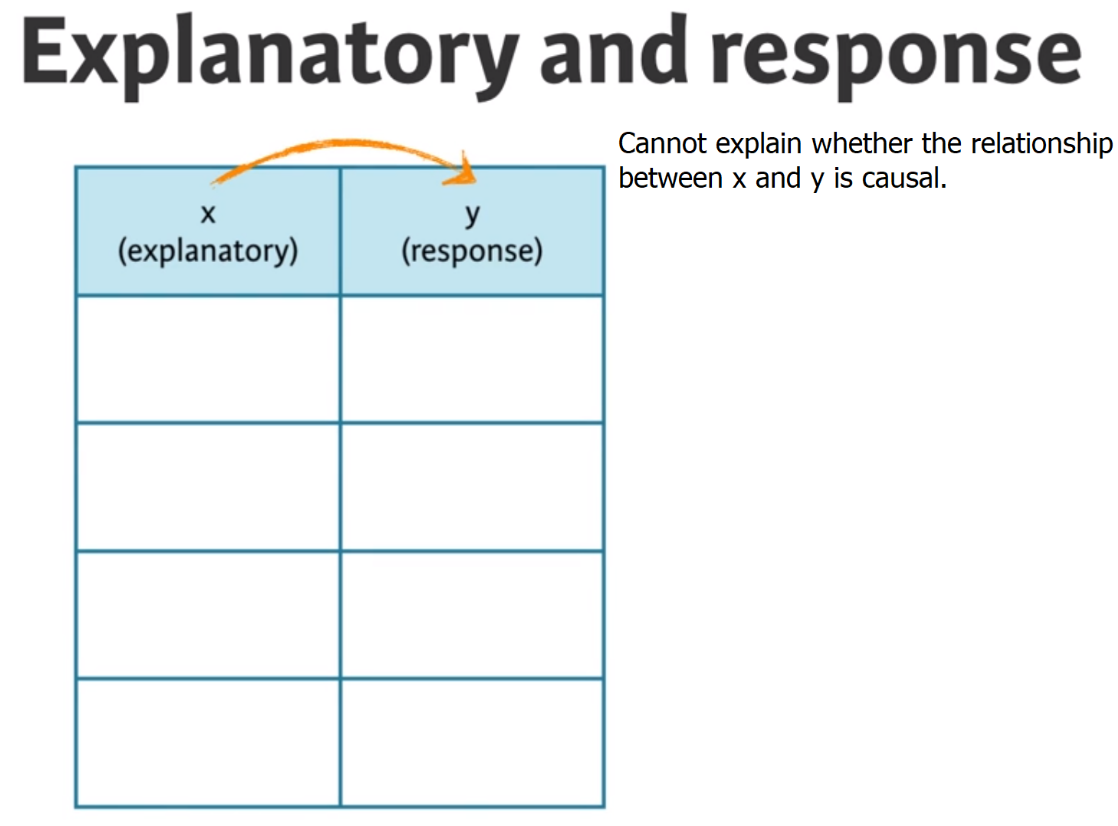 Explanatory and response
Cannot explain whether the relationship
between x and y is causal.
x
(explanatory)
y
(response)